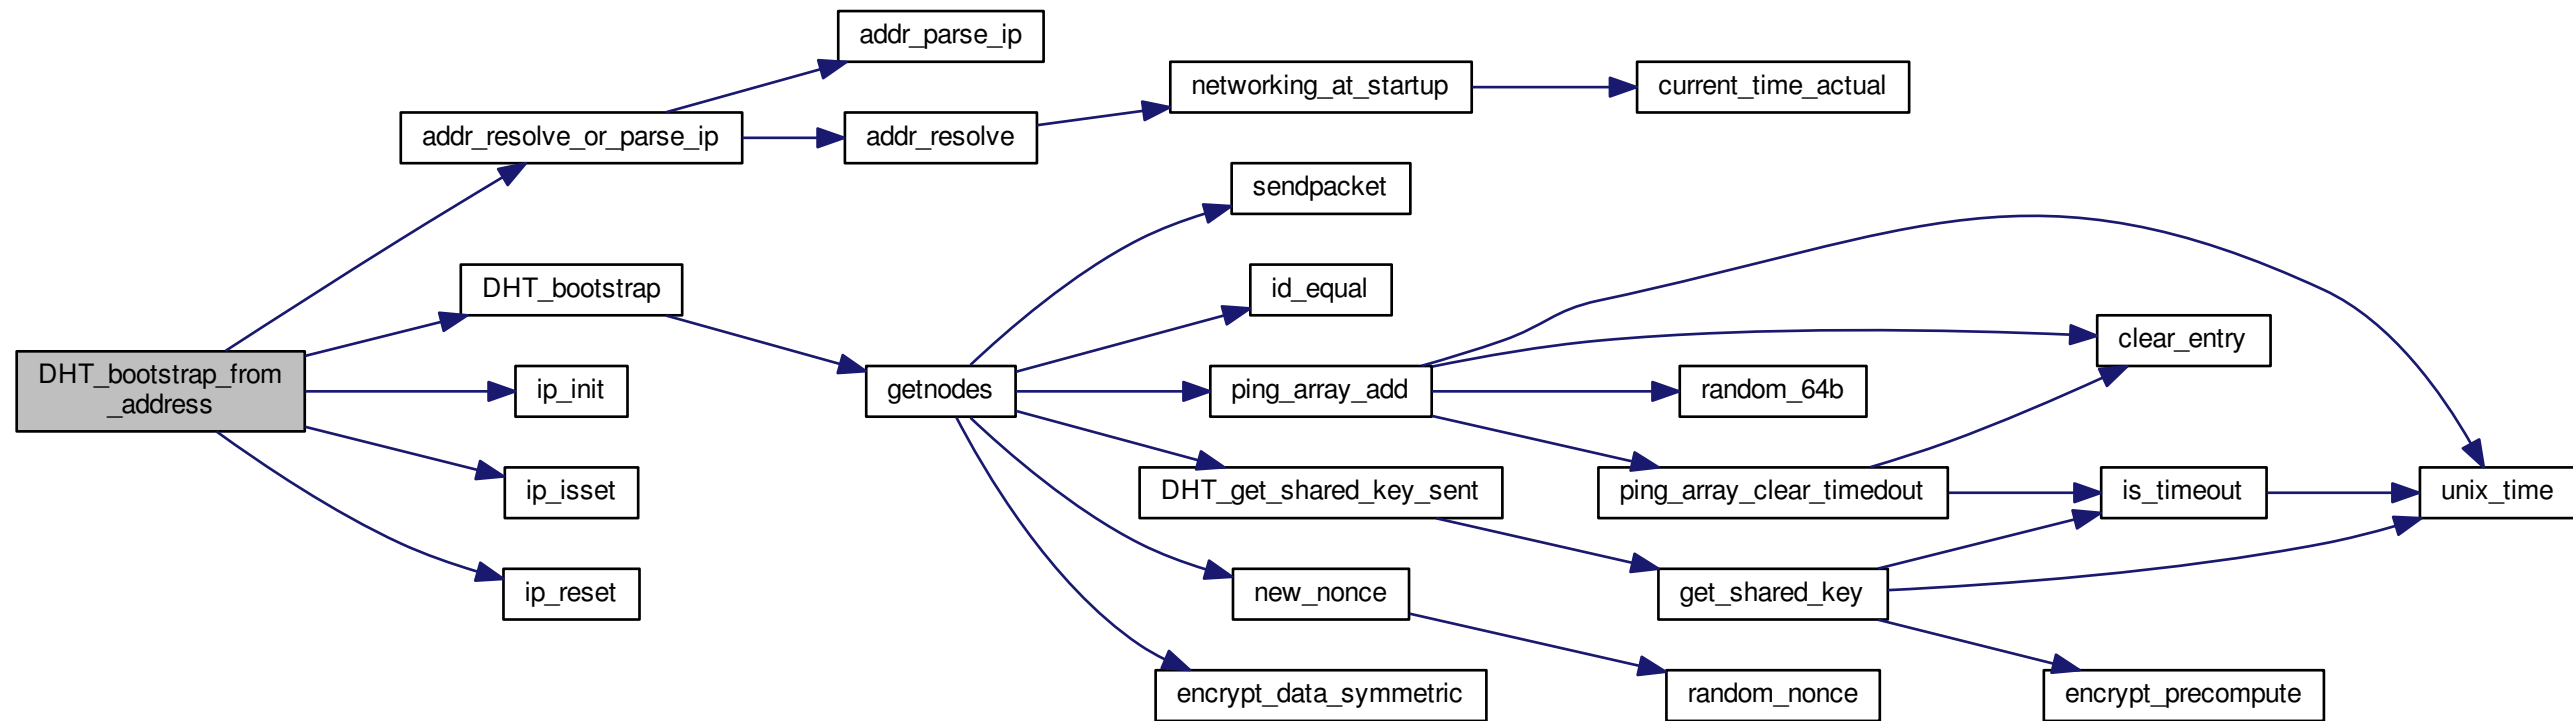 addr_parse_ip
networking_at_startup
current_time_actual
addr_resolve_or_parse_ip
addr_resolve
sendpacket
DHT_bootstrap
id_equal
clear_entry
DHT_bootstrap_from
_address
ip_init
getnodes
ping_array_add
random_64b
ip_isset
DHT_get_shared_key_sent
ping_array_clear_timedout
is_timeout
unix_time
ip_reset
new_nonce
get_shared_key
encrypt_data_symmetric
random_nonce
encrypt_precompute